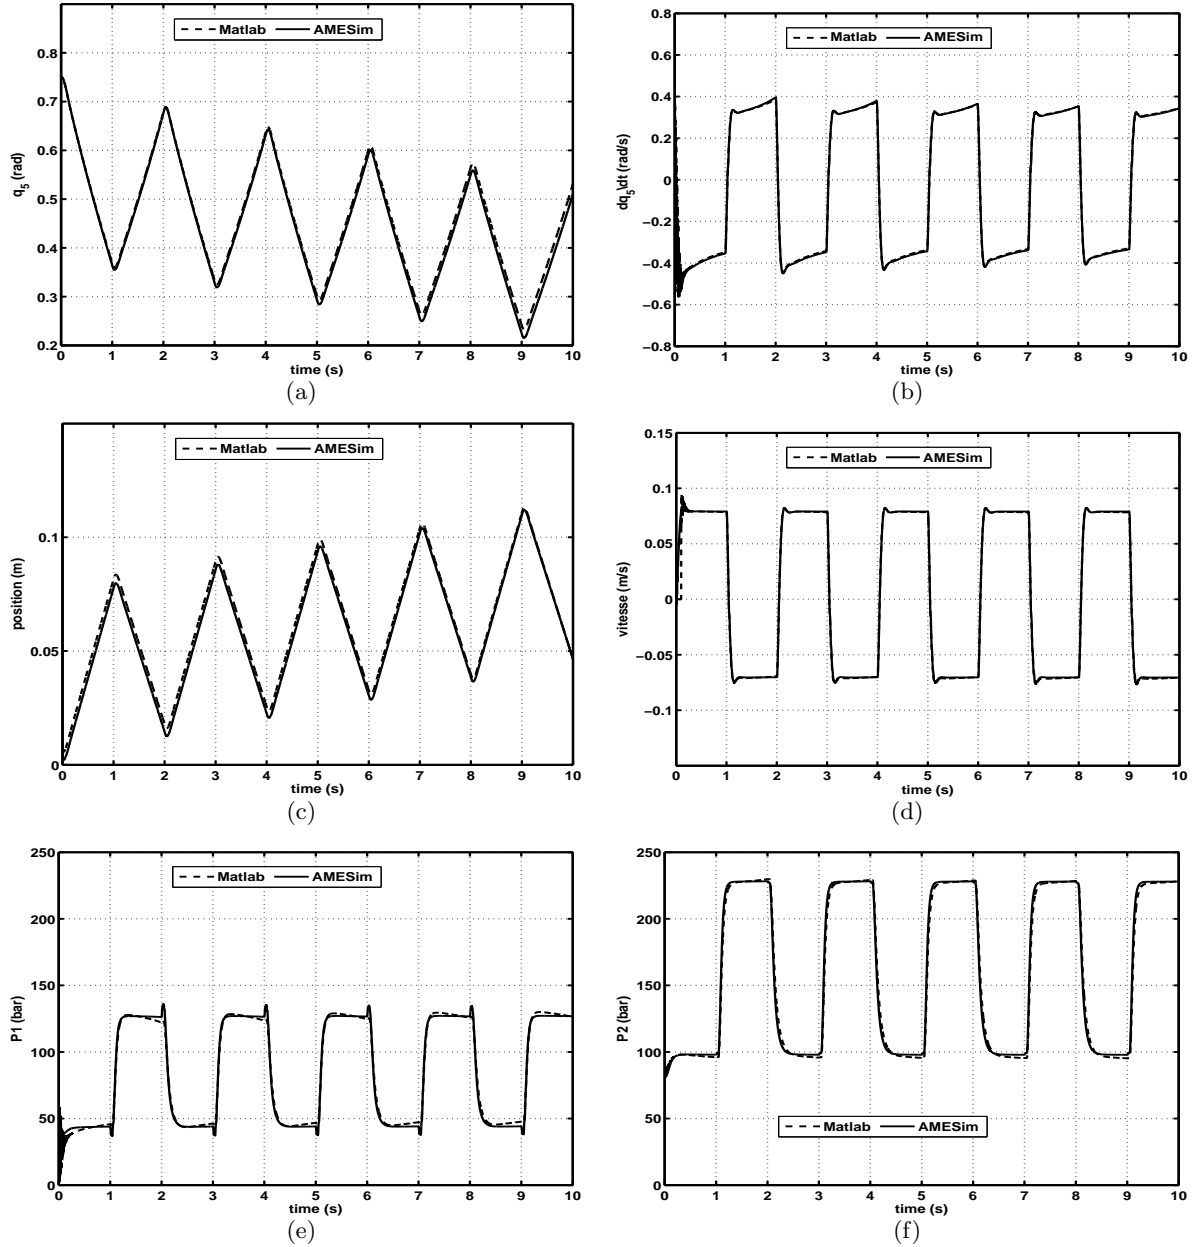 Matlab AMESim
0.9
0.8
0.7
0.6
0.5
0.4
0.3
0.2
q5 (rad)
0 1 2 3 4 5 6 7 8 9 10
time (s)
(a)
Matlab AMESim
0.8
0.6
0.4
0.2
0
−0.2
−0.4
−0.6
−0.8
dq5\dt (rad/s)
0 1 2 3 4 5 6 7 8 9 10
time (s)
(b)
Matlab AMESim
0.1
0.05
0
position (m)
0 1 2 3 4 5 6 7 8 9 10
time (s)
(c)
Matlab AMESim
0.15
0.1
0.05
0
−0.05
−0.1
vitesse (m/s)
0 1 2 3 4 5 6 7 8 9 10
time (s)
(d)
Matlab AMESim
250
200
150
100
50
0
P1 (bar)
0 1 2 3 4 5 6 7 8 9 10
time (s)
(e)
250
200
150
100
50
0
P2 (bar)
Matlab AMESim
0 1 2 3 4 5 6 7 8 9 10
time (s)
(f)